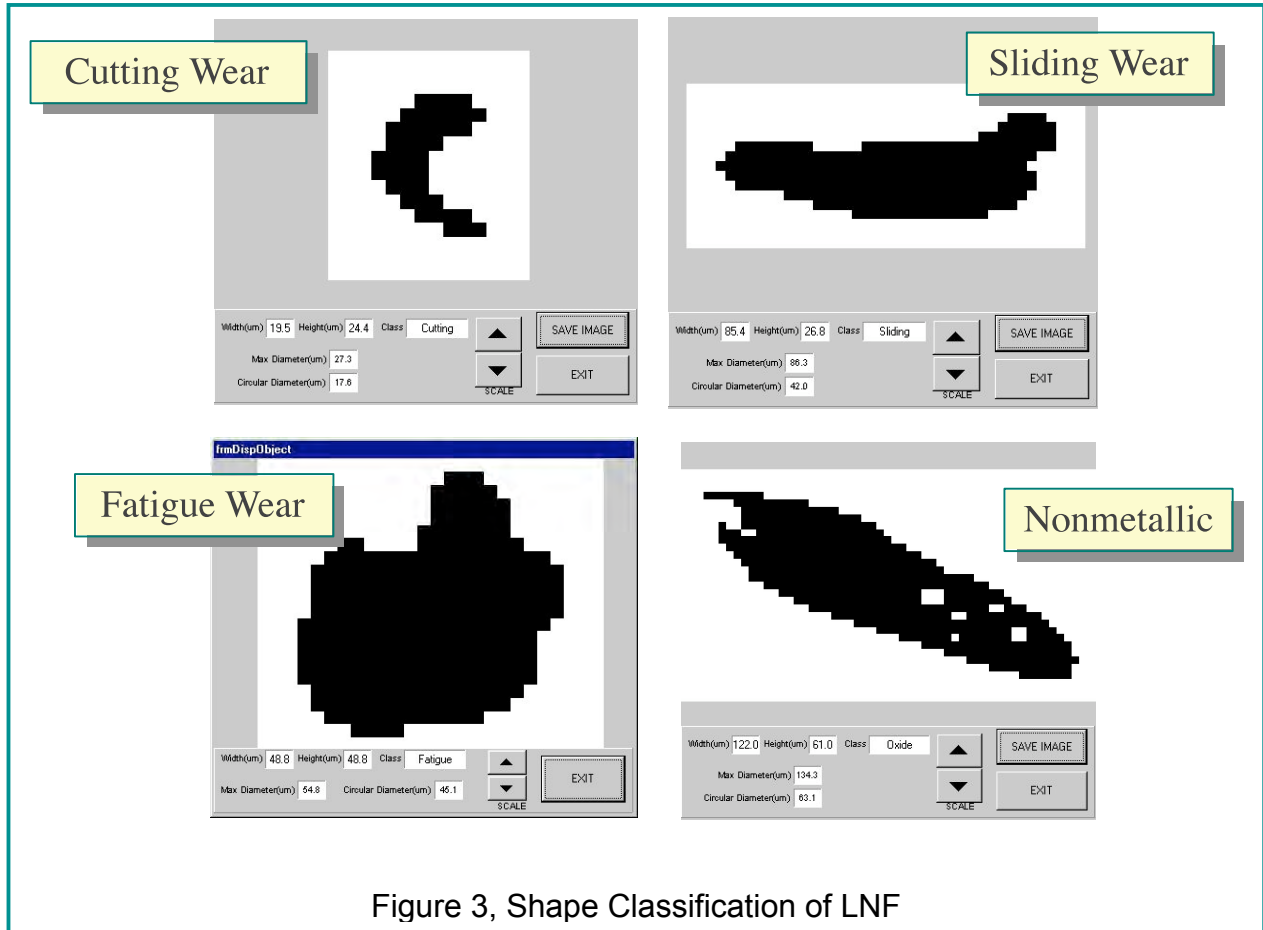 Cutting Wear
Width(um) 19.5 Height(um) 24.4 Class Cutting
Max Diameter(um) 27.3
Circular Diameter(um) 17.6
SCALE
SAVE IMAGE
EXIT
Sliding Wear
Width(um) 85.4 Height(um) 26.8 Class Sliding
Max Diameter(um) 86.3
Circular Diameter(um) 42.0
SCALE
SAVE IMAGE
EXIT
frmDispObject
Fatigue Wear
Width(um) 48.8 Height(um) 48.8 Class Fatigue
Max Diameter(um) 54.8 Circular Diameter(um) 45.1
SCALE
EXIT
Nonmetallic
Width(um) 122.0 Height(um) 61.0 Class Oxide
Max Diameter(um) 134.3
Circular Diameter(um) 63.1
SCALE
SAVE IMAGE
EXIT
Figure 3, Shape Classification of LNF